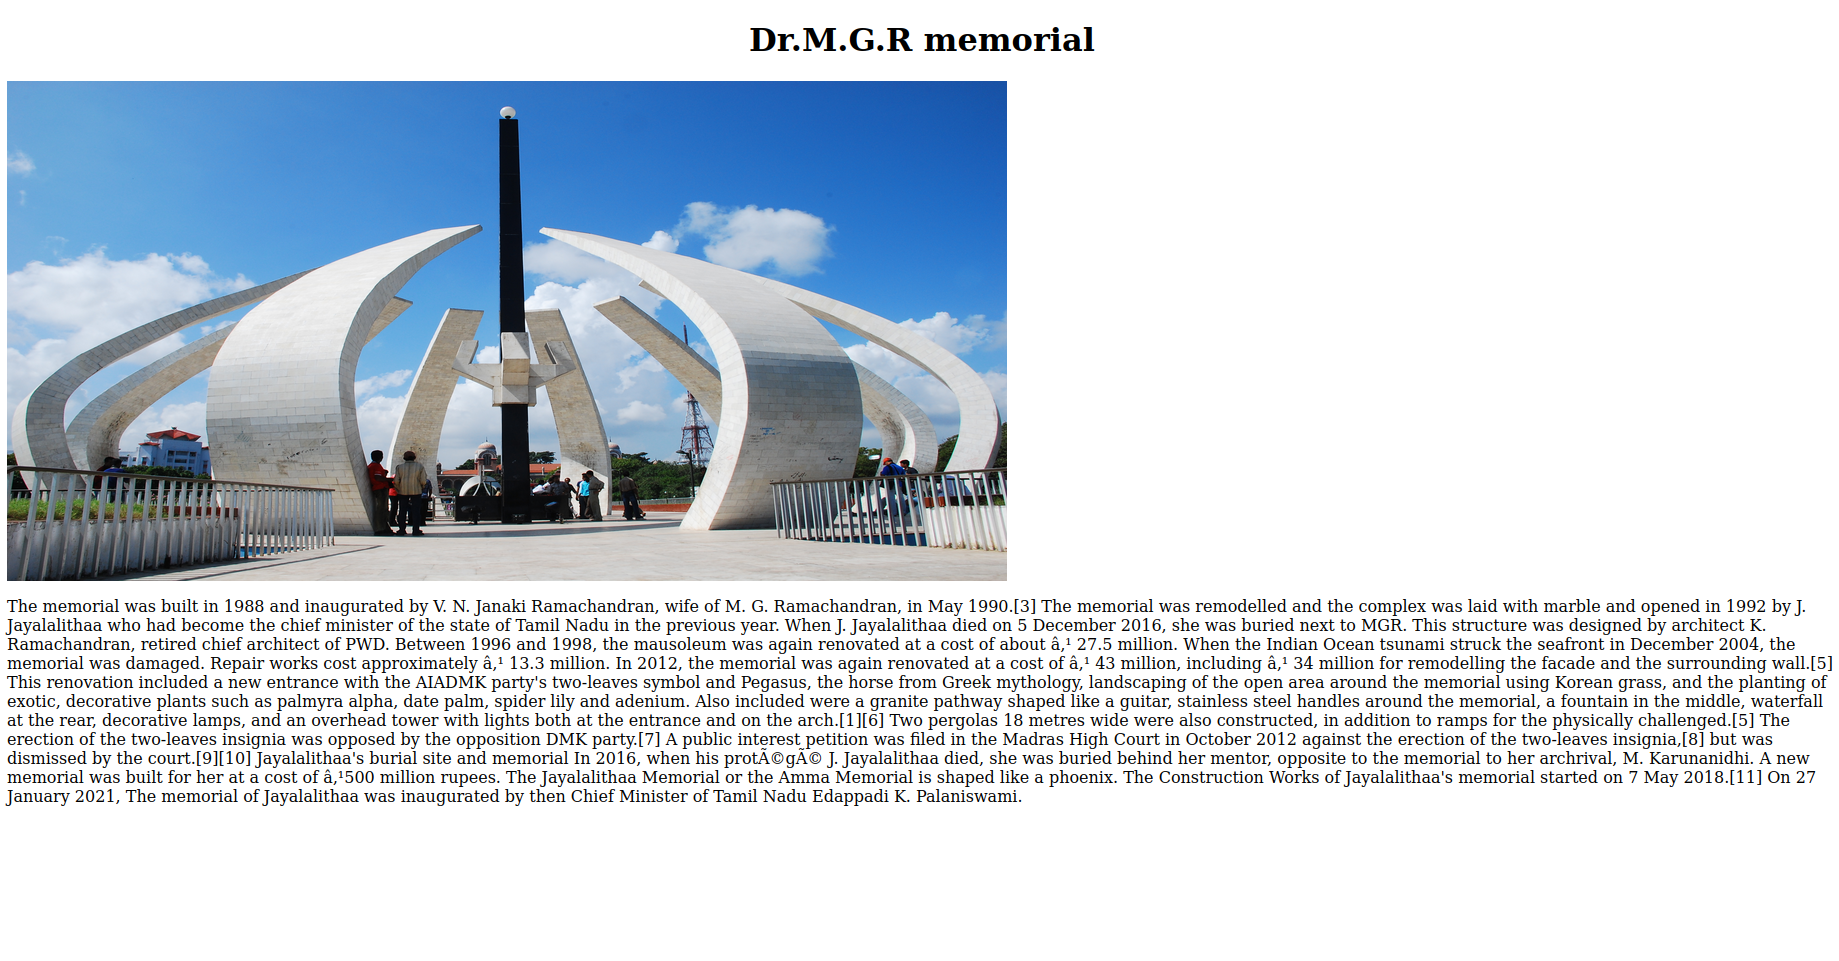 Dr.M.G.R memorial
The memorial was built in 1988 and inaugurated by V. N. Janaki Ramachandran, wife of M. G. Ramachandran, in May 1990.[3] The memorial was remodelled and the complex was laid with marble and opened in 1992 by J.
Jayalalithaa who had become the chief minister of the state of Tamil Nadu in the previous year. When J. Jayalalithaa died on 5 December 2016, she was buried next to MGR. This structure was designed by architect K.
Ramachandran, retired chief architect of PWD. Between 1996 and 1998, the mausoleum was again renovated at a cost of about â‚¹ 27.5 million. When the Indian Ocean tsunami struck the seafront in December 2004, the
memorial was damaged. Repair works cost approximately â‚¹ 13.3 million. In 2012, the memorial was again renovated at a cost of â‚¹ 43 million, including â‚¹ 34 million for remodelling the facade and the surrounding wall.[5]
This renovation included a new entrance with the AIADMK party's two-leaves symbol and Pegasus, the horse from Greek mythology, landscaping of the open area around the memorial using Korean grass, and the planting of
exotic, decorative plants such as palmyra alpha, date palm, spider lily and adenium. Also included were a granite pathway shaped like a guitar, stainless steel handles around the memorial, a fountain in the middle, waterfall
at the rear, decorative lamps, and an overhead tower with lights both at the entrance and on the arch.[1][6] Two pergolas 18 metres wide were also constructed, in addition to ramps for the physically challenged.[5] The
erection of the two-leaves insignia was opposed by the opposition DMK party.[7] A public interest petition was filed in the Madras High Court in October 2012 against the erection of the two-leaves insignia,[8] but was
dismissed by the court.[9][10] Jayalalithaa's burial site and memorial In 2016, when his protÃ©gÃ© J. Jayalalithaa died, she was buried behind her mentor, opposite to the memorial to her archrival, M. Karunanidhi. A new
memorial was built for her at a cost of â‚¹500 million rupees. The Jayalalithaa Memorial or the Amma Memorial is shaped like a phoenix. The Construction Works of Jayalalithaa's memorial started on 7 May 2018.[11] On 27
January 2021, The memorial of Jayalalithaa was inaugurated by then Chief Minister of Tamil Nadu Edappadi K. Palaniswami.